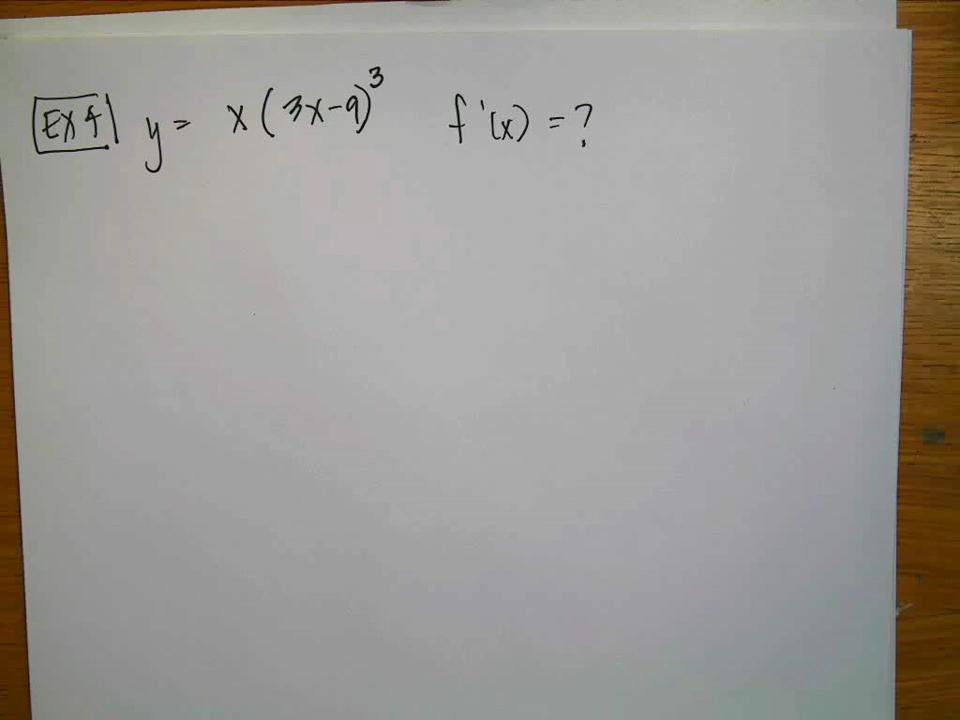 EX 4 y = x(3x-9)³ f'(x) = ?